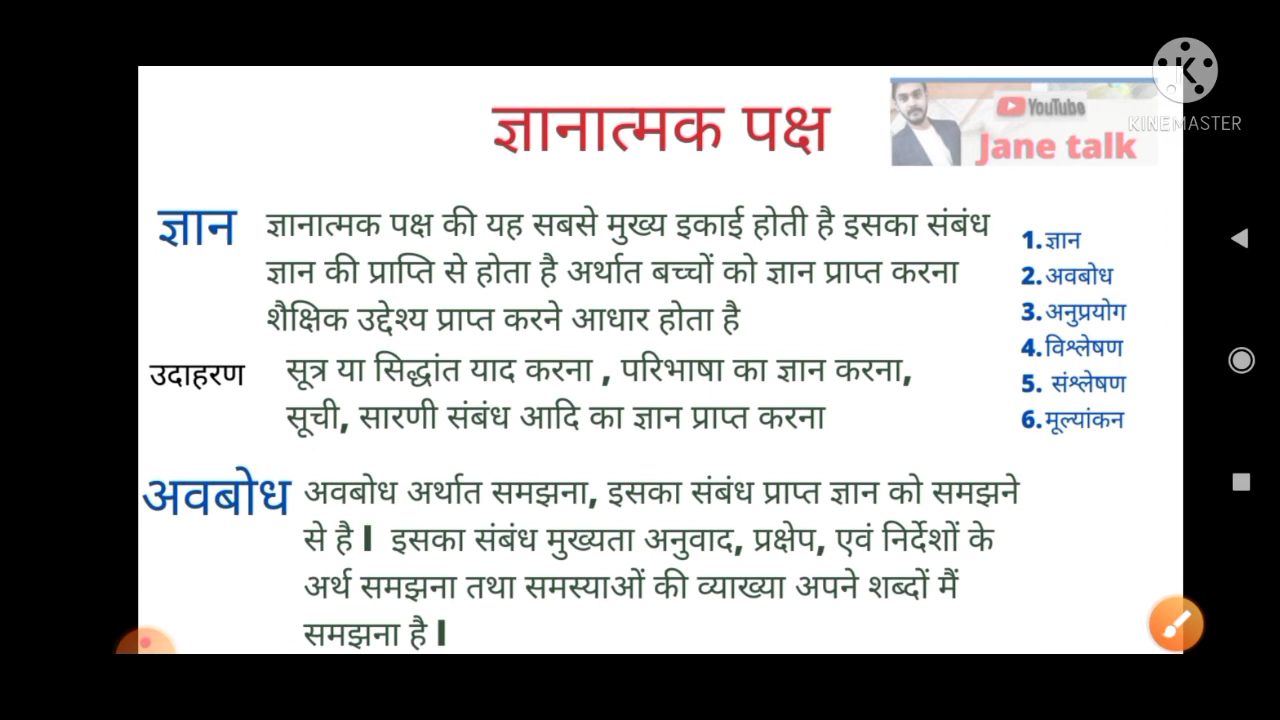 ज्ञानात्मक पक्ष
YouTube
Jane talk
KINEMASTER
ज्ञान
ज्ञानात्मक पक्ष की यह सबसे मुख्य इकाई होती है इसका संबंध
ज्ञान की प्राप्ति से होता है अर्थात बच्चों को ज्ञान प्राप्त करना
शैक्षिक उद्देश्य प्राप्त करने आधार होता है
उदाहरण
सूत्र या सिद्धांत याद करना , परिभाषा का ज्ञान करना,
सूची, सारणी संबंध आदि का ज्ञान प्राप्त करना
1.ज्ञान
2.अवबोध
3.अनुप्रयोग
4.विश्लेषण
5. संश्लेषण
6.मूल्यांकन
अवबोध
अवबोध अर्थात समझना, इसका संबंध प्राप्त ज्ञान को समझने
से है I इसका संबंध मुख्यता अनुवाद, प्रक्षेप, एवं निर्देशों के
अर्थ समझना तथा समस्याओं की व्याख्या अपने शब्दों मैं
समझना है I